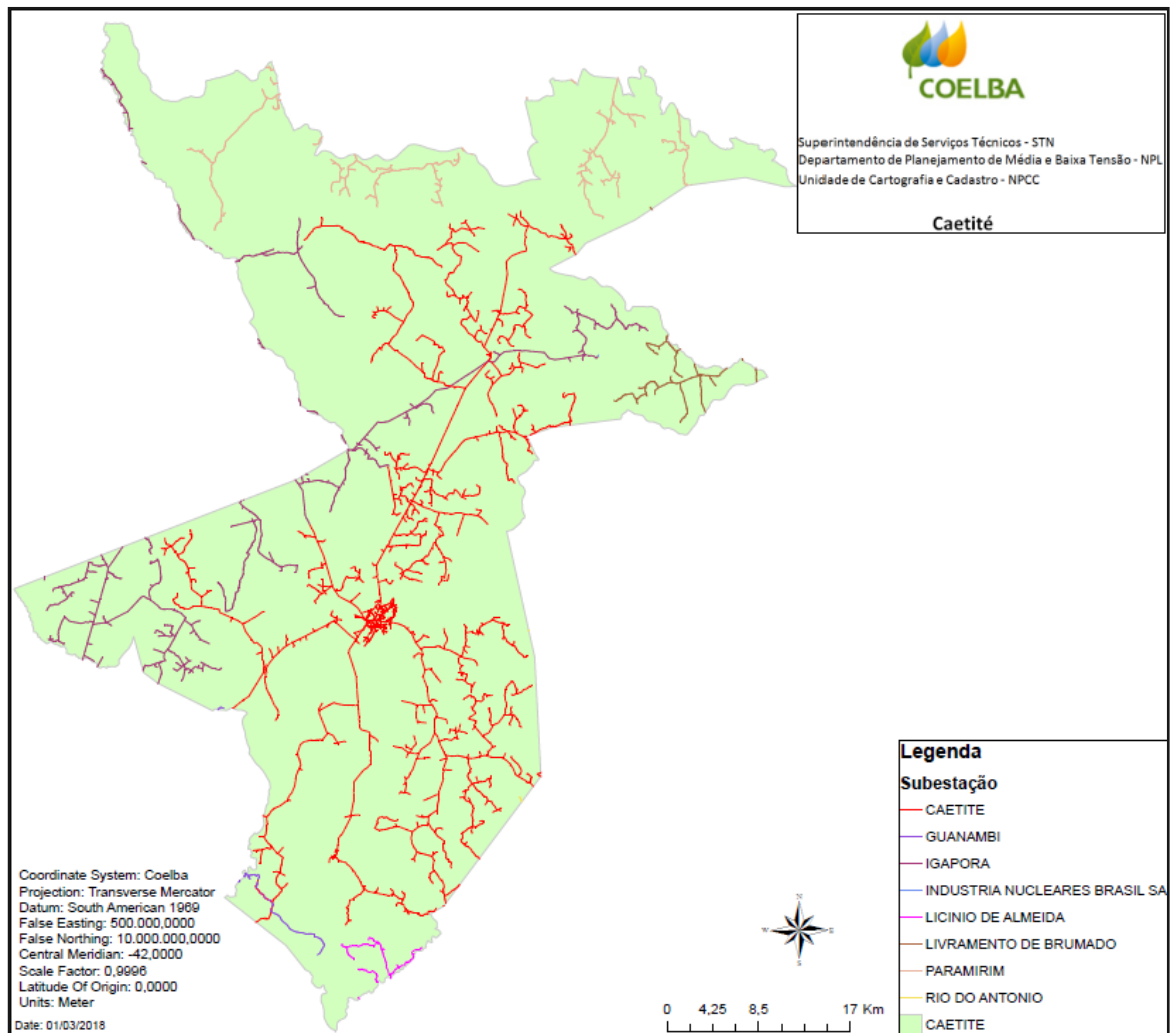 COELBA
Superintendência de Serviços Técnicos - STN
Departamento de Planejamento de Média e Baixa Tensão - NPL
Unidade de Cartografia e Cadastro - NPCC
Caetité
Legenda
Subestação
CAETITE
GUANAMBI
IGAPORA
INDUSTRIA NUCLEARES BRASIL SA
LICINIO DE ALMEIDA
LIVRAMENTO DE BRUMADO
PARAMIRIM
RIO DO ANTONIO
CAETITE
Coordinate System: Coelba
Projection: Transverse Mercator
Datum: South American 1969
False Easting: 500.000,0000
False Northing: 10.000.000,0000
Central Meridian: -42,0000
Scale Factor: 0,9996
Latitude Of Origin: 0,0000
Units: Meter
Date: 01/03/2018
N
W E
S
0 4,25 8,5 17 Km